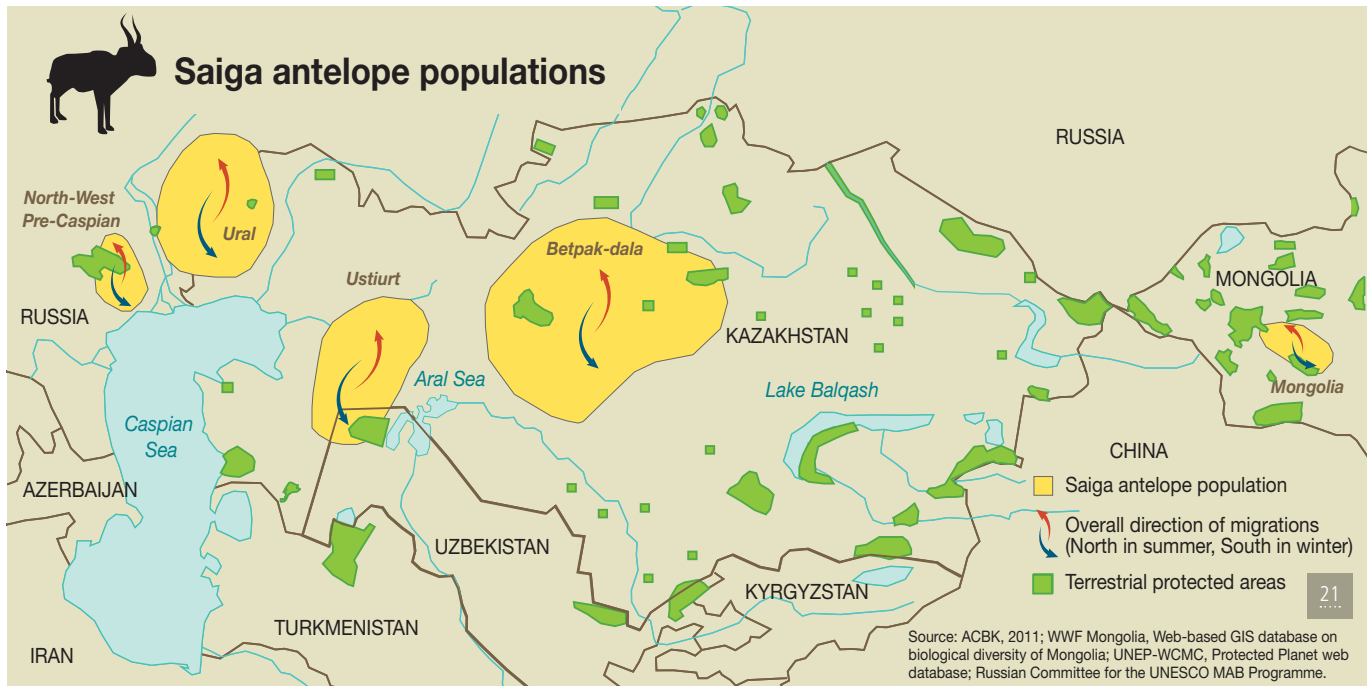 Saiga antelope populations
RUSSIA
North-West
Pre-Caspian
Ural
Betpak-dala
Ustiurt
MONGOLIA
RUSSIA
KAZAKHSTAN
Aral Sea
Lake Balqash
Mongolia
Caspian
Sea
CHINA
AZERBAIJAN
Saiga antelope population
Overall direction of migrations
(North in summer, South in winter)
UZBEKISTAN
Terrestrial protected areas
KYRGYZSTAN
21
TURKMENISTAN
IRAN
Source: ACBK, 2011; WWF Mongolia, Web-based GIS database on
biological diversity of Mongolia; UNEP-WCMC, Protected Planet web
database; Russian Committee for the UNESCO MAB Programme.